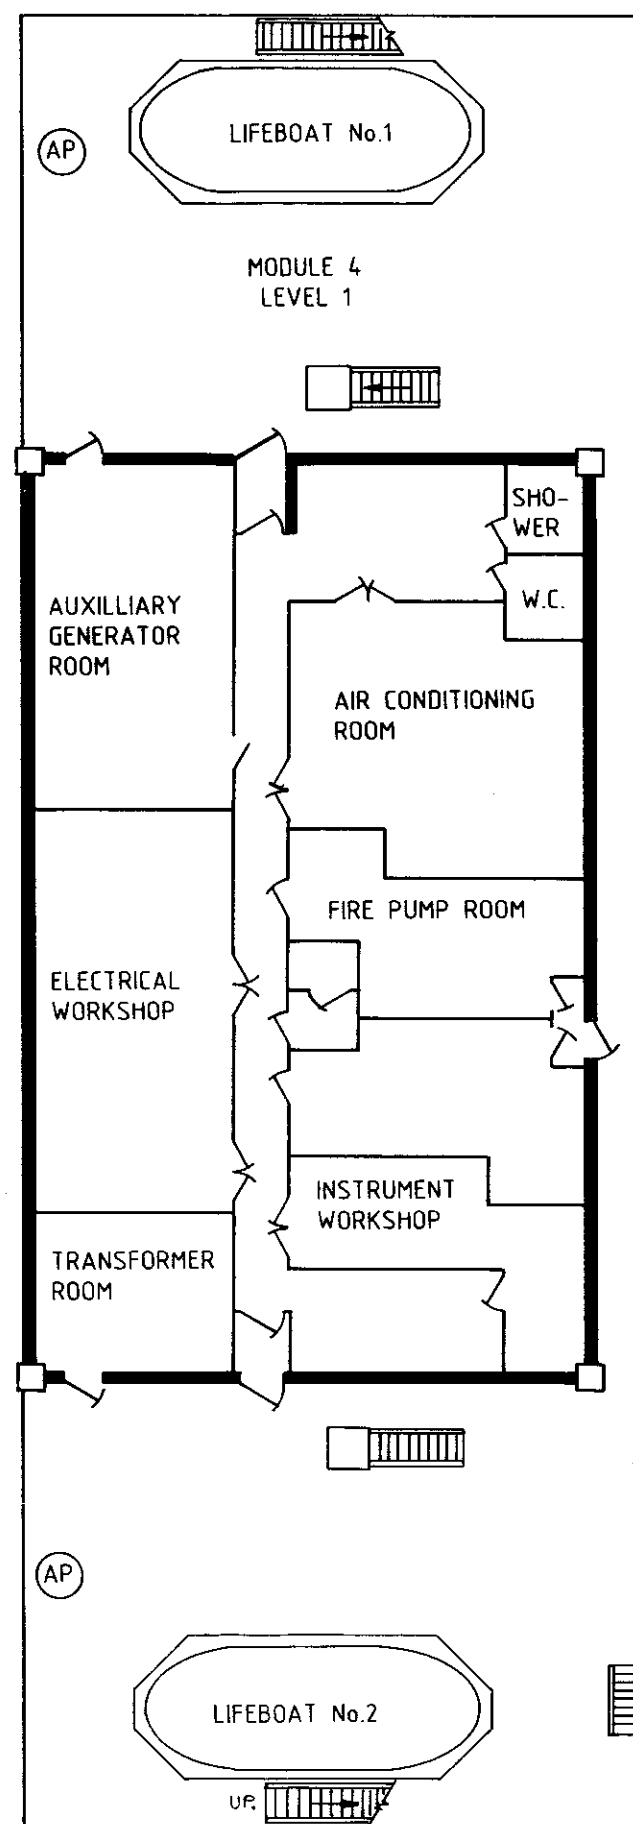 LIFEBOAT No.1
AP
MODULE 4
LEVEL 1
SHO-
WER
W.C.
AUXILLIARY
GENERATOR
ROOM
AIR CONDITIONING
ROOM
FIRE PUMP ROOM
ELECTRICAL
WORKSHOP
INSTRUMENT
WORKSHOP
TRANSFORMER
ROOM
AP
LIFEBOAT No.2
UP.